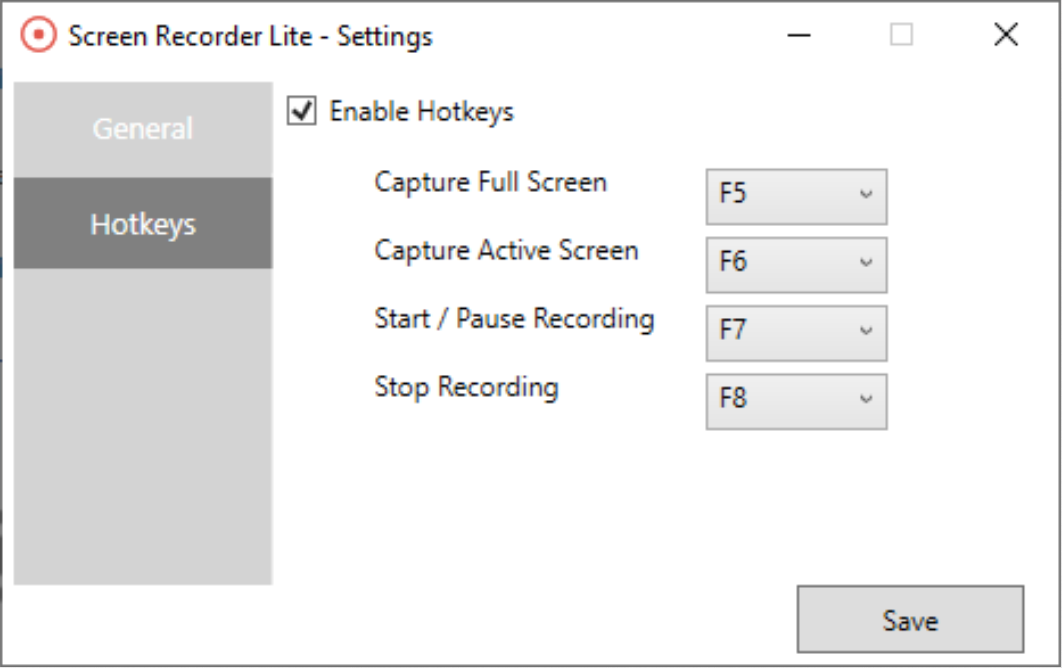 Screen Recorder Lite - Settings
General
Hotkeys
Enable Hotkeys
Capture Full Screen F5
Capture Active Screen F6
Start / Pause Recording F7
Stop Recording F8
Save